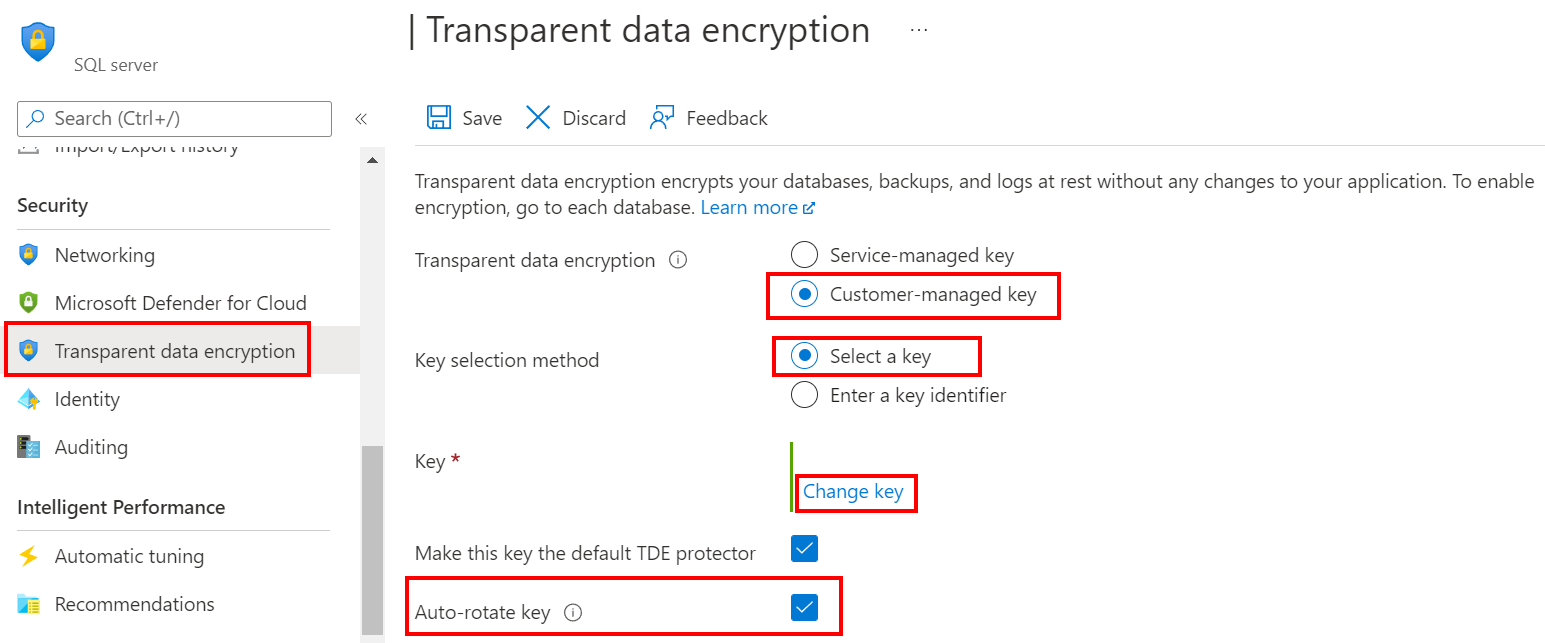 | Transparent data encryption ...
SQL server
Search (Ctrl+/) «
Save Discard Feedback
Import/Export history
Security
Networking
Microsoft Defender for Cloud
Transparent data encryption
Identity
Auditing
Intelligent Performance
Automatic tuning
Recommendations
Transparent data encryption encrypts your databases, backups, and logs at rest without any changes to your application. To enable
encryption, go to each database. Learn more
Transparent data encryption
Service-managed key
Customer-managed key
Key selection method
Select a key
Enter a key identifier
Key *
Change key
Make this key the default TDE protector
Auto-rotate key